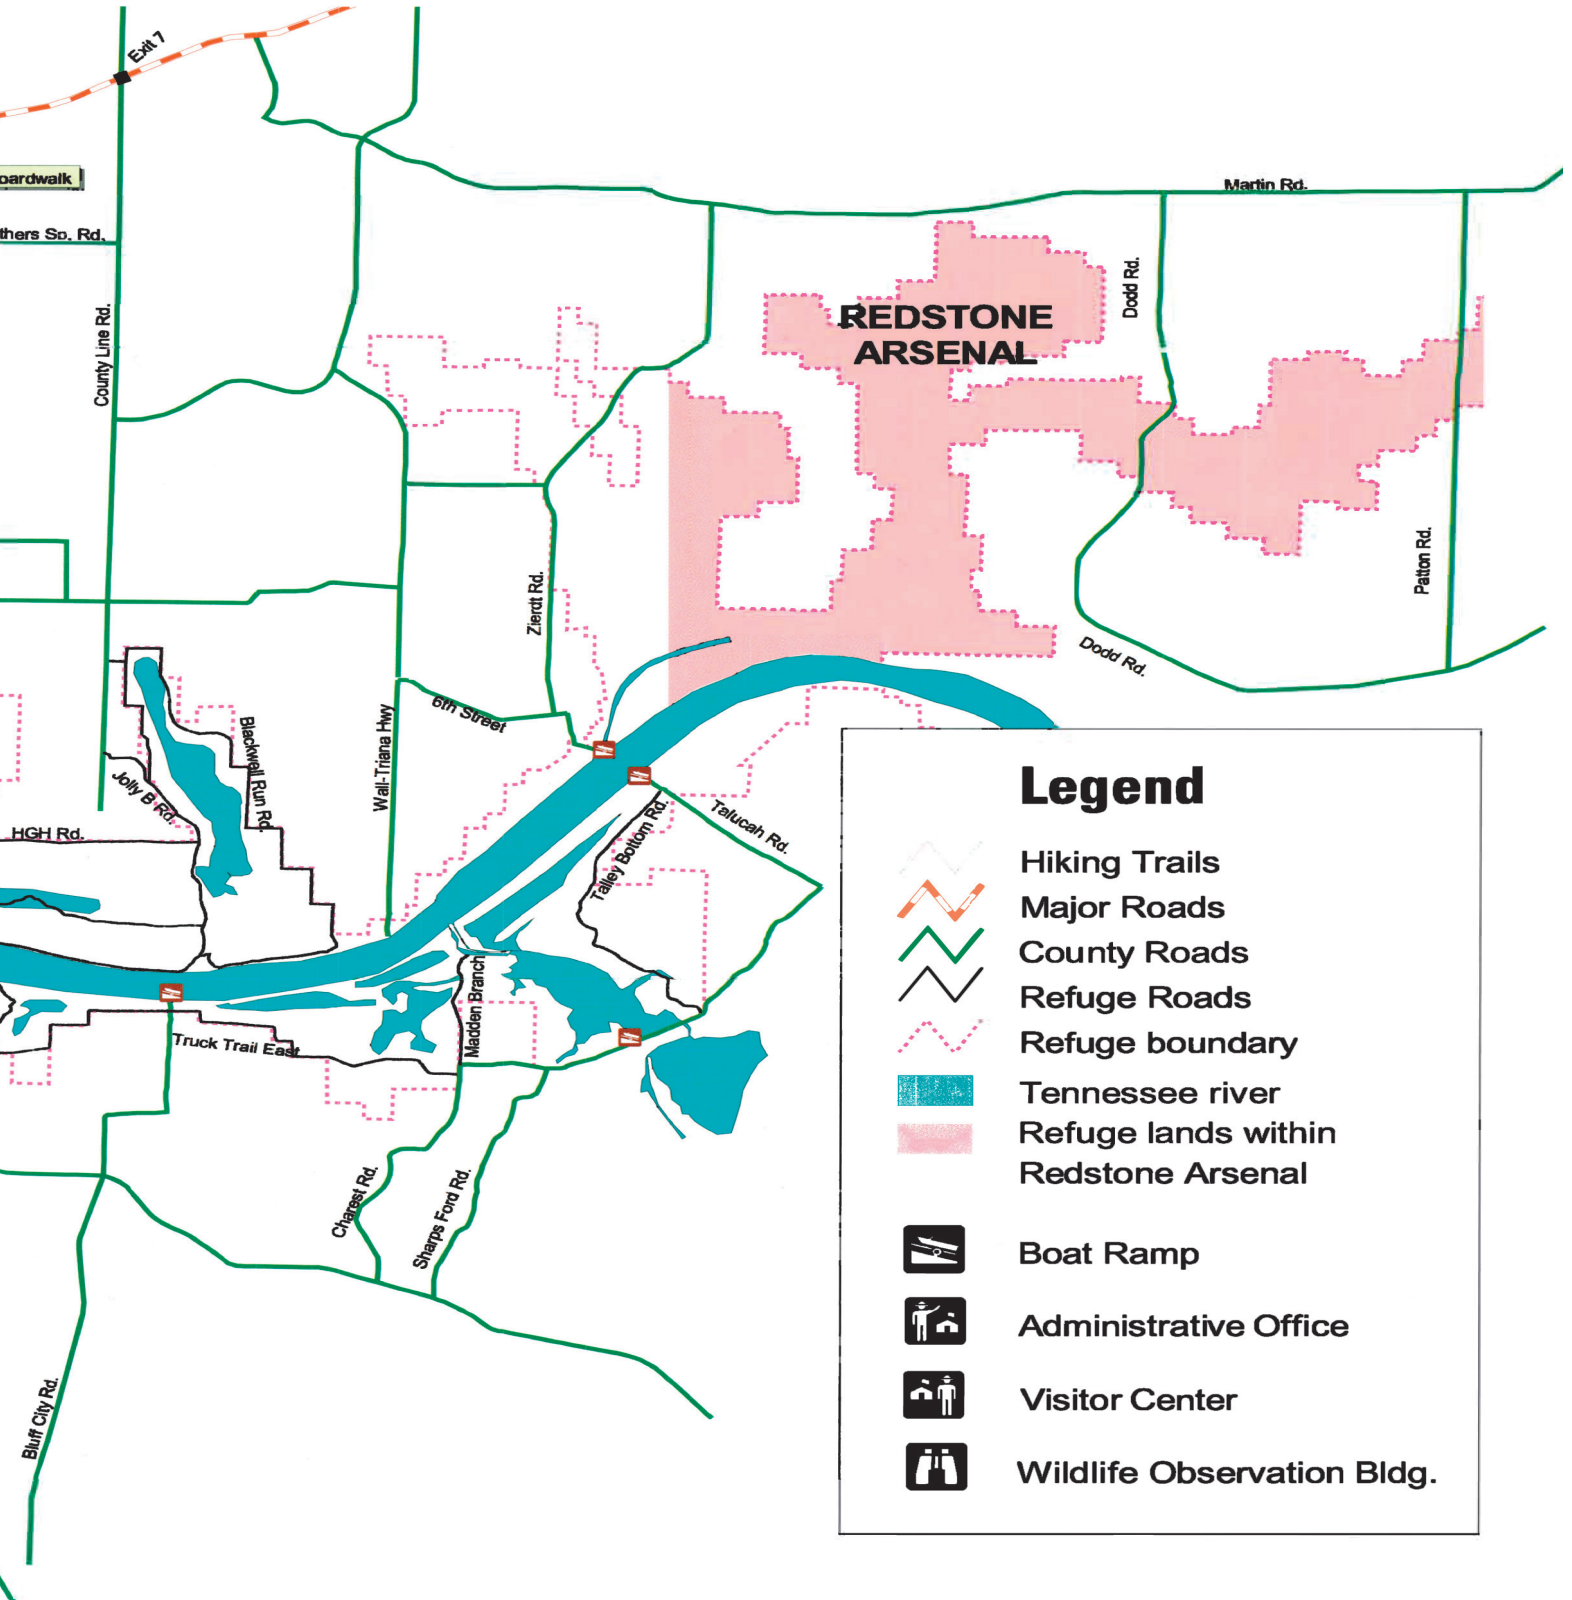 Exit 7
oardwalk
Martin Rd.
thers Sp. Rd.
Dodd Rd.
County Line Rd.
REDSTONE
ARSENAL
Patton Rd.
Zierdt Rd.
Dodd Rd.
6th Street
Wall-Triana Hwy
Blackwell Run Rd.
Jolly B Rd.
HGH Rd.
Talucah Rd.
Talley Bottom Rd.
Madden Branch
Truck Trail East
Charest Rd.
Sharps Ford Rd.
Bluff City Rd.
Legend
Hiking Trails
Major Roads
County Roads
Refuge Roads
Refuge boundary
Tennessee river
Refuge lands within
Redstone Arsenal
Boat Ramp
Administrative Office
Visitor Center
Wildlife Observation Bldg.